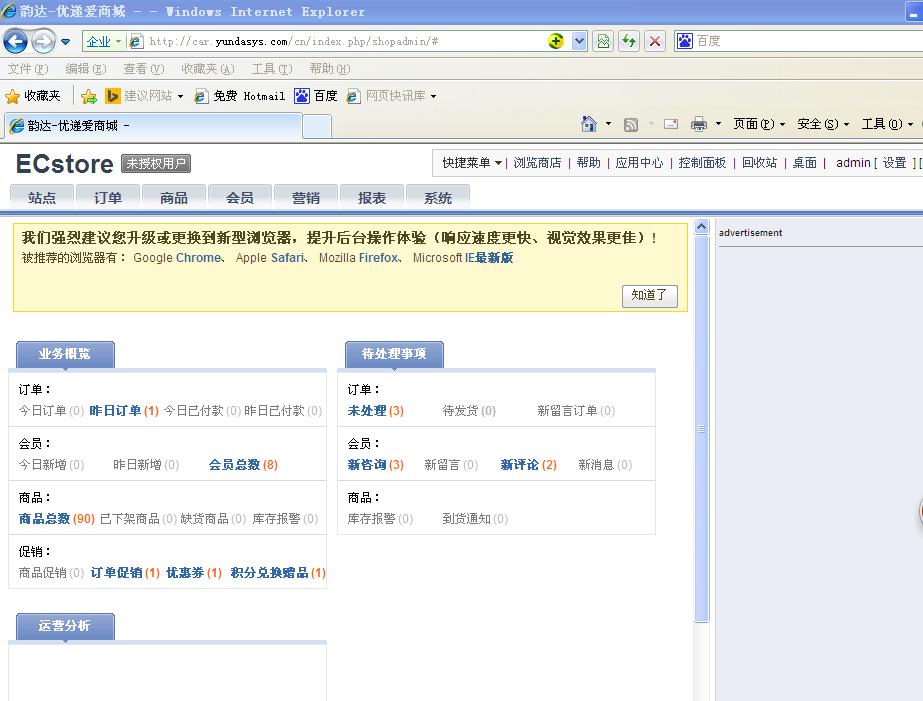 韵达-优递爱商城 - - Windows Internet Explorer
企业 http://car.yundasys.com/cn/index.php/shopadmin/# 百度
文件(F) 编辑(E) 查看(V) 收藏夹(A) 工具(T) 帮助(H)
收藏夹 建议网站 免费 Hotmail 百度 网页快讯库
韵达-优递爱商城 - 页面(P) 安全(S) 工具(O)
ECstore 未授权用户 快捷菜单 | 浏览商店 | 帮助 | 应用中心 | 控制面板 | 回收站 | 桌面 | admin [ 设置 ] [
站点 订单 商品 会员 营销 报表 系统
我们强烈建议您升级或更换到新型浏览器，提升后台操作体验（响应速度更快、视觉效果更佳）！
被推荐的浏览器有： Google Chrome、 Apple Safari、 Mozilla Firefox、 Microsoft IE最新版
知道了
advertisement
业务概览
订单：
今日订单(0) 昨日订单(1) 今日已付款(0) 昨日已付款(0)
会员：
今日新增(0) 昨日新增(0) 会员总数(8)
商品：
商品总数(90) 已下架商品(0) 缺货商品(0) 库存报警(0)
促销：
商品促销(0) 订单促销(1) 优惠券(1) 积分兑换赠品(1)
待处理事项
订单：
未处理(3) 待发货(0) 新留言订单(0)
会员：
新咨询(3) 新留言(0) 新评论(2) 新消息(0)
商品：
库存报警(0) 到货通知(0)
运营分析